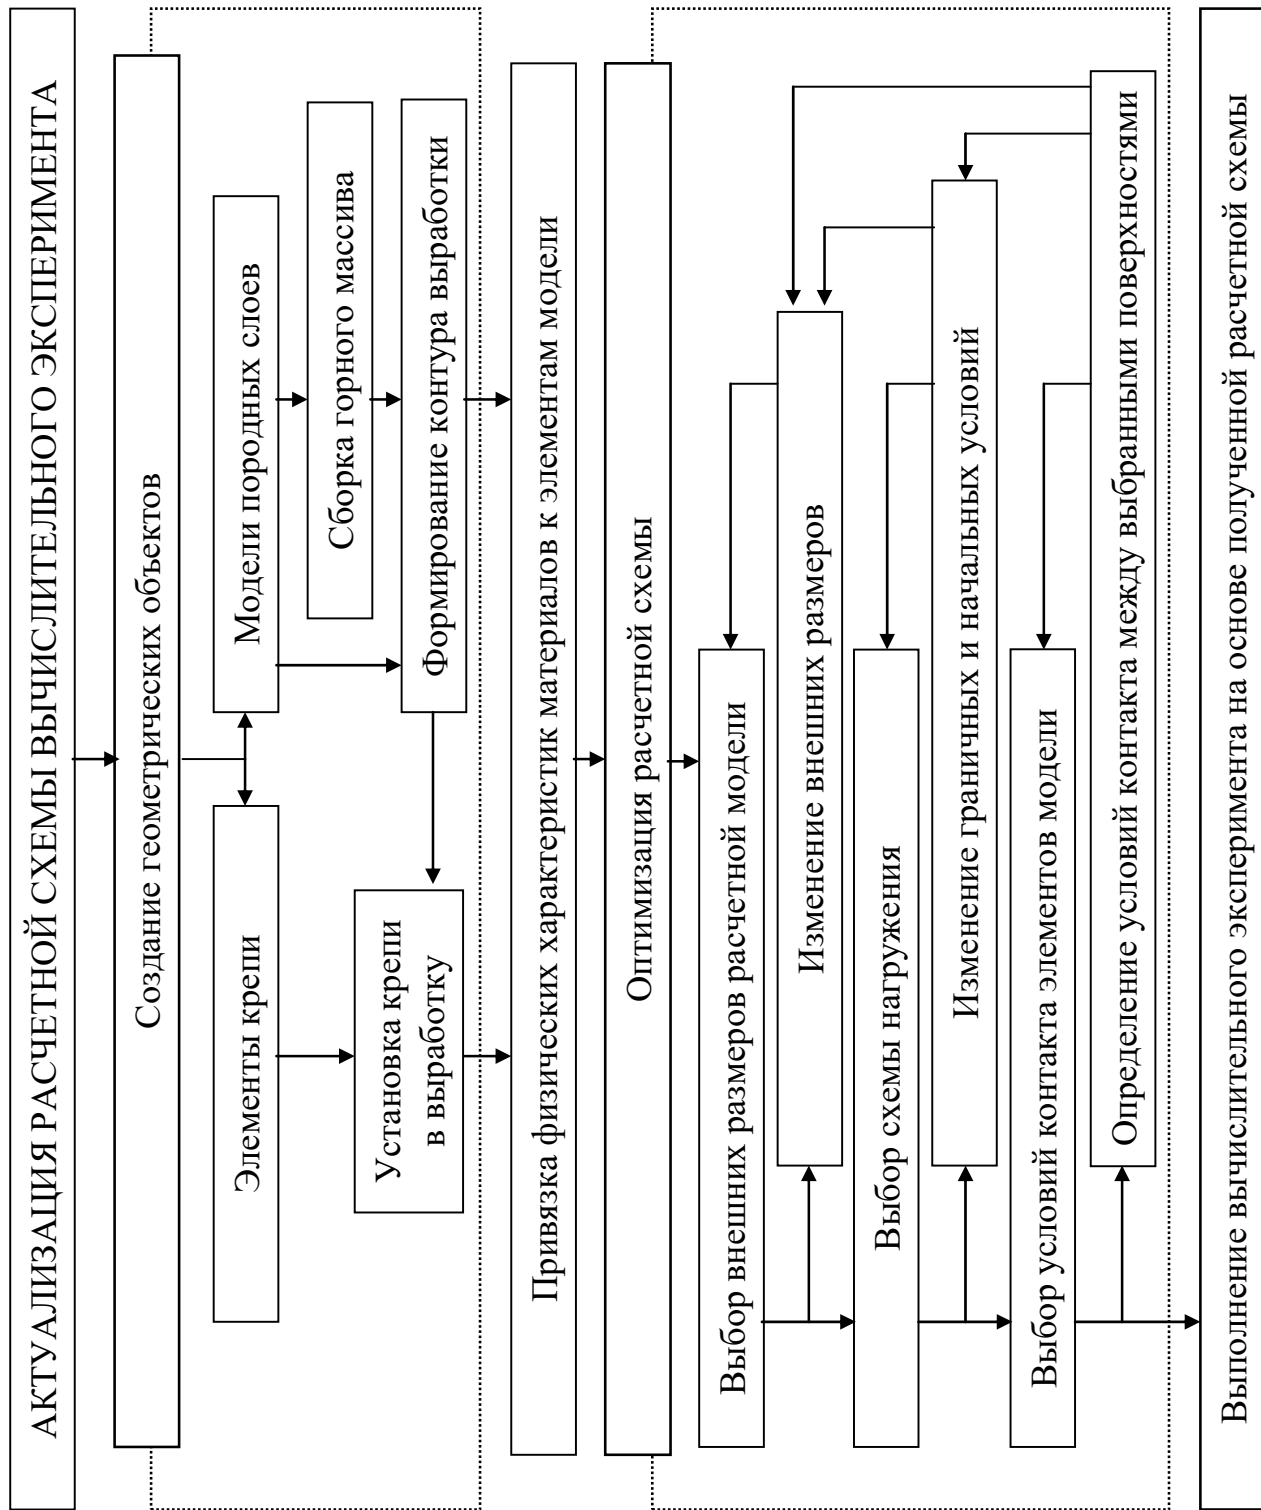 АКТУАЛИЗАЦИЯ РАСЧЕТНОЙ СХЕМЫ ВЫЧИСЛИТЕЛЬНОГО ЭКСПЕРИМЕНТА
Создание геометрических объектов
Элементы крепи
Модели породных слоев
Сборка горного массива
Установка крепи
в выработку
Формирование контура выработки
Привязка физических характеристик материалов к элементам модели
Оптимизация расчетной схемы
Выбор внешних размеров расчетной модели
Изменение внешних размеров
Выбор схемы нагружения
Изменение граничных и начальных условий
Выбор условий контакта элементов модели
Определение условий контакта между выбранными поверхностями
Выполнение вычислительного эксперимента на основе полученной расчетной схемы